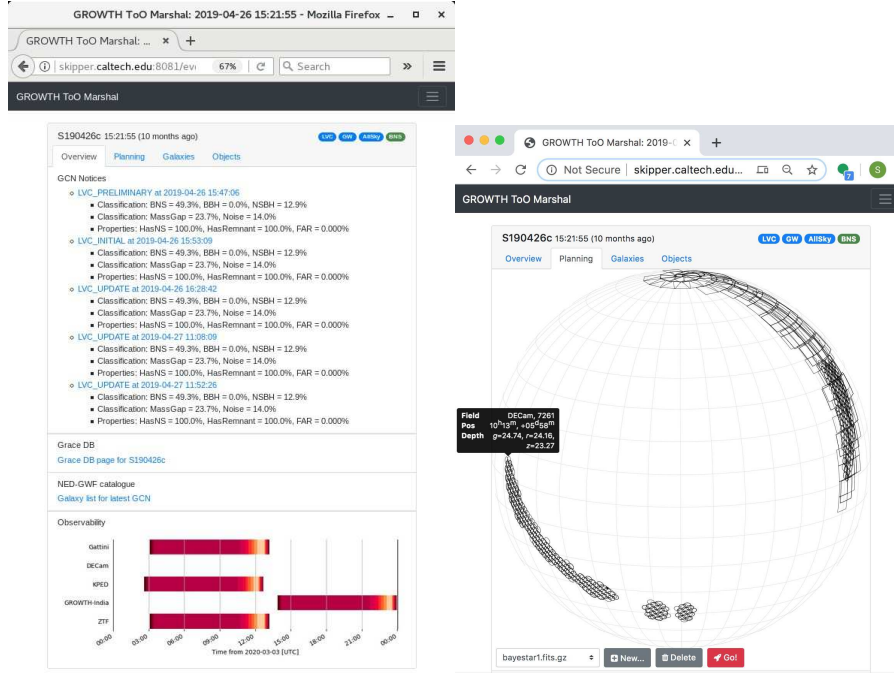 GROWTH ToO Marshal: 2019-04-26 15:21:55 - Mozilla Firefox
GROWTH ToO Marshal: ...
skipper.caltech.edu:8081/eve 67% Search
GROWTH ToO Marshal
S190426c 15:21:55 (10 months ago) LVC GW AllSky BNS
Overview Planning Galaxies Objects
GCN Notices
LVC_PRELIMINARY at 2019-04-26 15:47:06
Classification: BNS = 49.3%, BBH = 0.0%, NSBH = 12.9%
Classification: MassGap = 23.7%, Noise = 14.0%
Properties: HasNS = 100.0%, HasRemnant = 100.0%, FAR = 0.000%
LVC_INITIAL at 2019-04-26 15:53:09
Classification: BNS = 49.3%, BBH = 0.0%, NSBH = 12.9%
Classification: MassGap = 23.7%, Noise = 14.0%
Properties: HasNS = 100.0%, HasRemnant = 100.0%, FAR = 0.000%
LVC_UPDATE at 2019-04-26 16:28:42
Classification: BNS = 49.3%, BBH = 0.0%, NSBH = 12.9%
Classification: MassGap = 23.7%, Noise = 14.0%
Properties: HasNS = 100.0%, HasRemnant = 100.0%, FAR = 0.000%
LVC_UPDATE at 2019-04-27 11:08:09
Classification: BNS = 49.3%, BBH = 0.0%, NSBH = 12.9%
Classification: MassGap = 23.7%, Noise = 14.0%
Properties: HasNS = 100.0%, HasRemnant = 100.0%, FAR = 0.000%
LVC_UPDATE at 2019-04-27 11:52:26
Classification: BNS = 49.3%, BBH = 0.0%, NSBH = 12.9%
Classification: MassGap = 23.7%, Noise = 14.0%
Properties: HasNS = 100.0%, HasRemnant = 100.0%, FAR = 0.000%
Grace DB
Grace DB page for S190426c
NED-GWF catalogue
Galaxy list for latest GCN
Observability
Gattini
DECam
KPED
GROWTH-India
ZTF
00:00 03:00 06:00 09:00 12:00 15:00 18:00 21:00 00:00
Time from 2020-03-03 [UTC]
GROWTH ToO Marshal: 2019-0
Not Secure | skipper.caltech.edu... 7 S
GROWTH ToO Marshal
S190426c 15:21:55 (10 months ago) LVC GW AllSky BNS
Overview Planning Galaxies Objects
Field DECam, 7261
Pos 10h13m, +05d58m
Depth g=24.74, r=24.16,
z=23.27
bayestar1.fits.gz New... Delete Go!